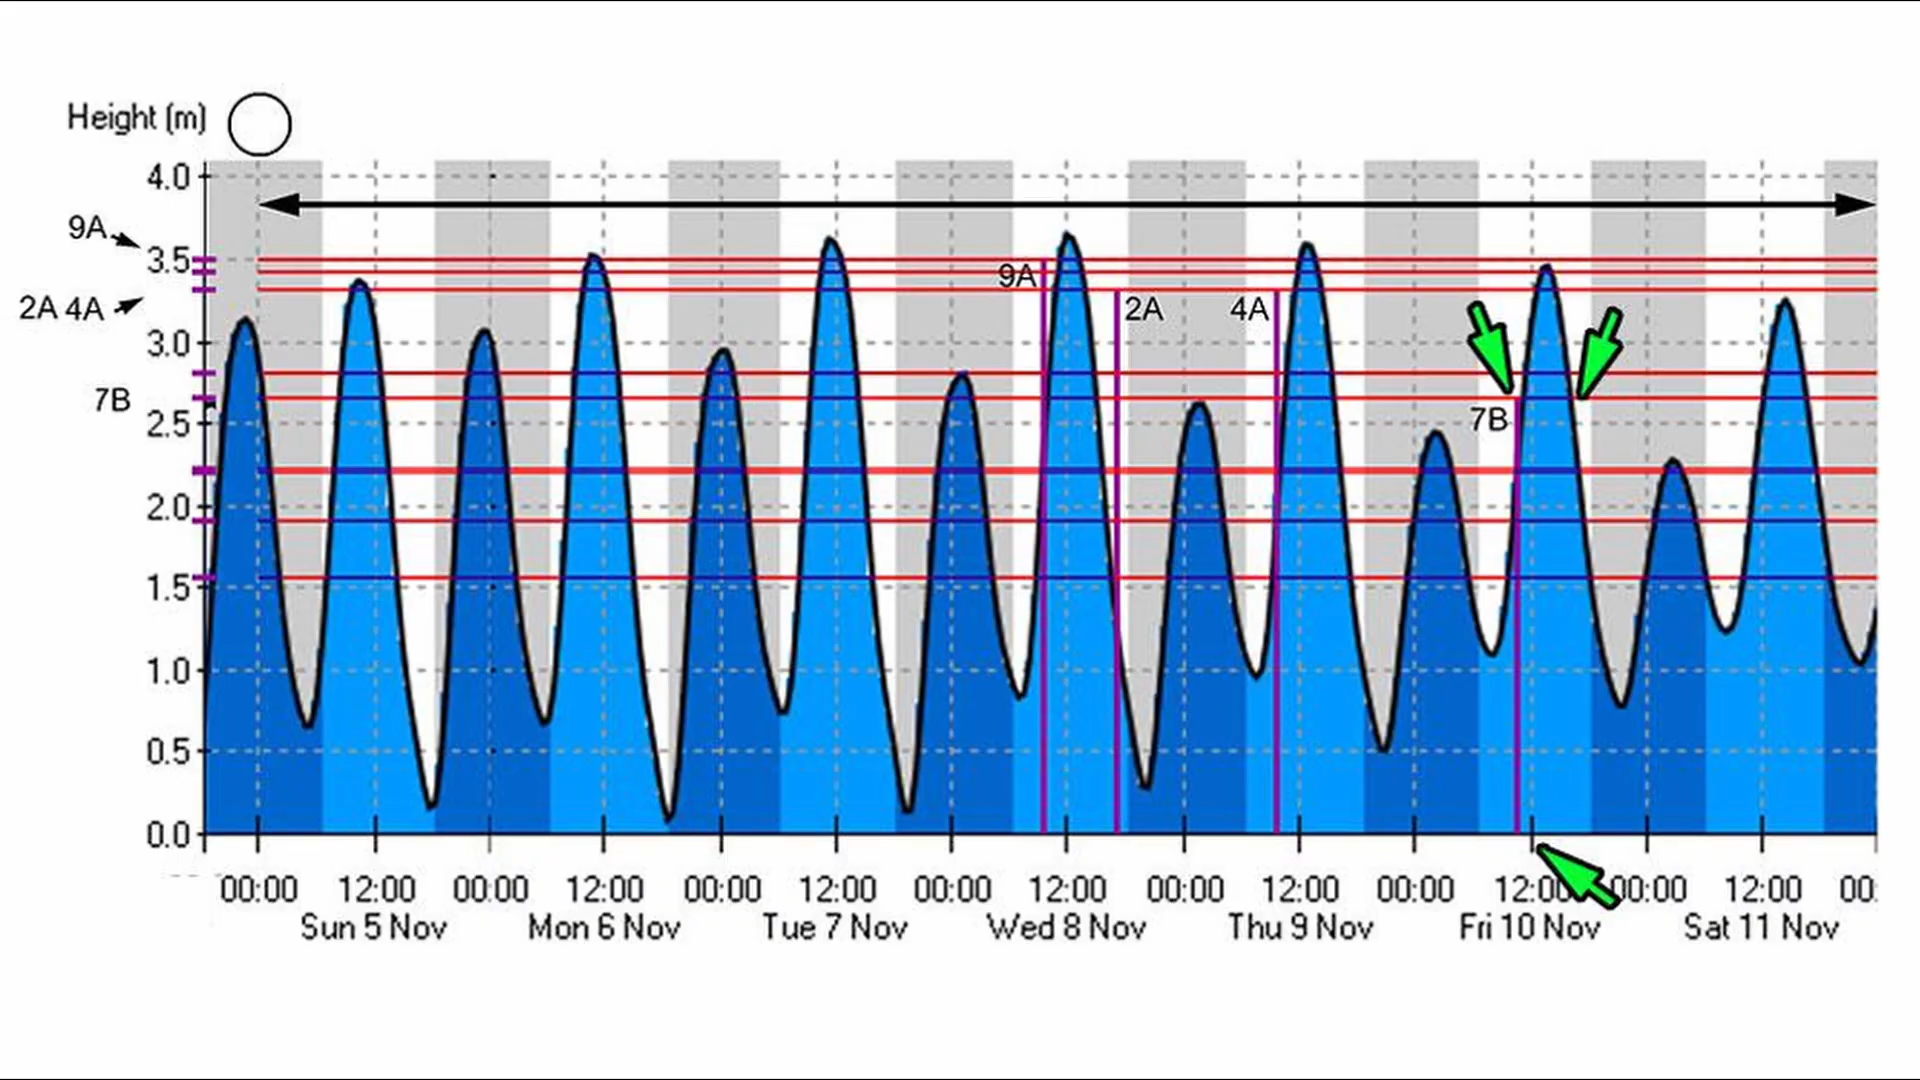 Height (m)
4.0
9A
3.5
9A
2A 4A
2A
4A
3.0
7B
7B
2.5
2.0
1.5
1.0
0.5
0.0
00:00 12:00 00:00 12:00 00:00 12:00 00:00 12:00 00:00 12:00 00:00 12:00 00:00 12:00 00:
Sun 5 Nov Mon 6 Nov Tue 7 Nov Wed 8 Nov Thu 9 Nov Fri 10 Nov Sat 11 Nov